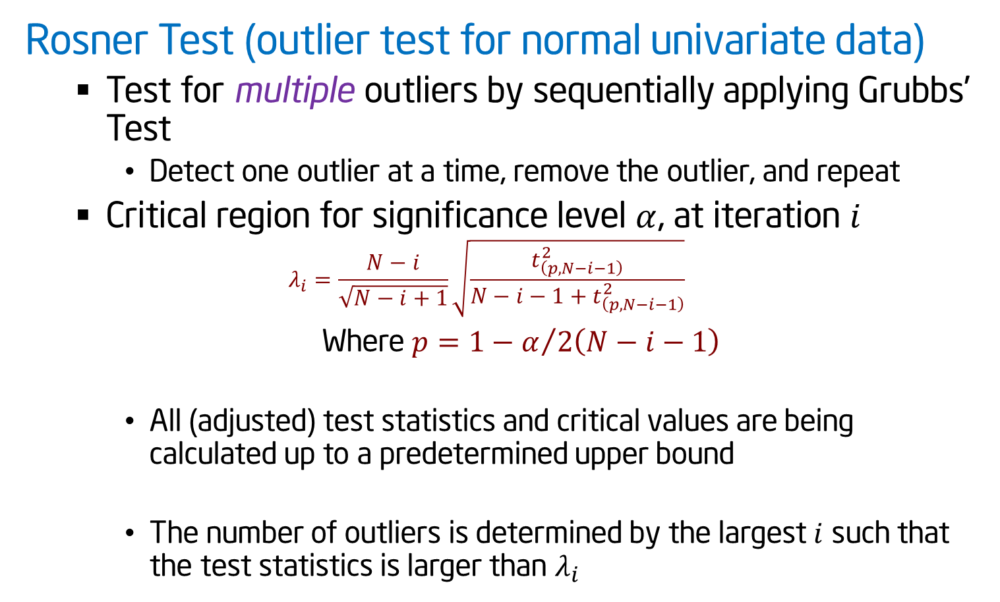 Rosner Test (outlier test for normal univariate data)
▪ Test for multiple outliers by sequentially applying Grubbs’
Test
• Detect one outlier at a time, remove the outlier, and repeat
▪ Critical region for significance level α, at iteration i
λ_i = \frac{N − i}{\sqrt{N − i + 1}} \sqrt{\frac{t^2_{(p,N−i−1)}}{N − i − 1 + t^2_{(p,N−i−1)}}}
Where p = 1 − α/2(N − i − 1)
• All (adjusted) test statistics and critical values are being
calculated up to a predetermined upper bound
• The number of outliers is determined by the largest i such that
the test statistics is larger than λ_i